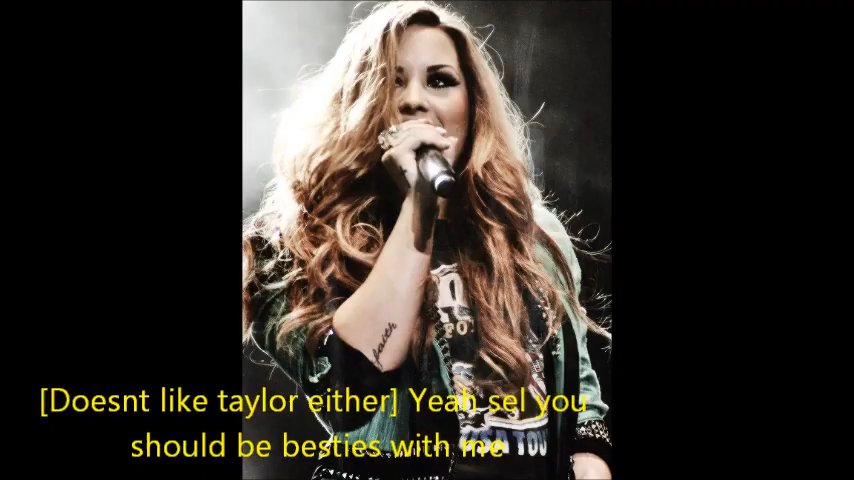 faith
[Doesnt like taylor either] Yeah sel you
should be besties with me